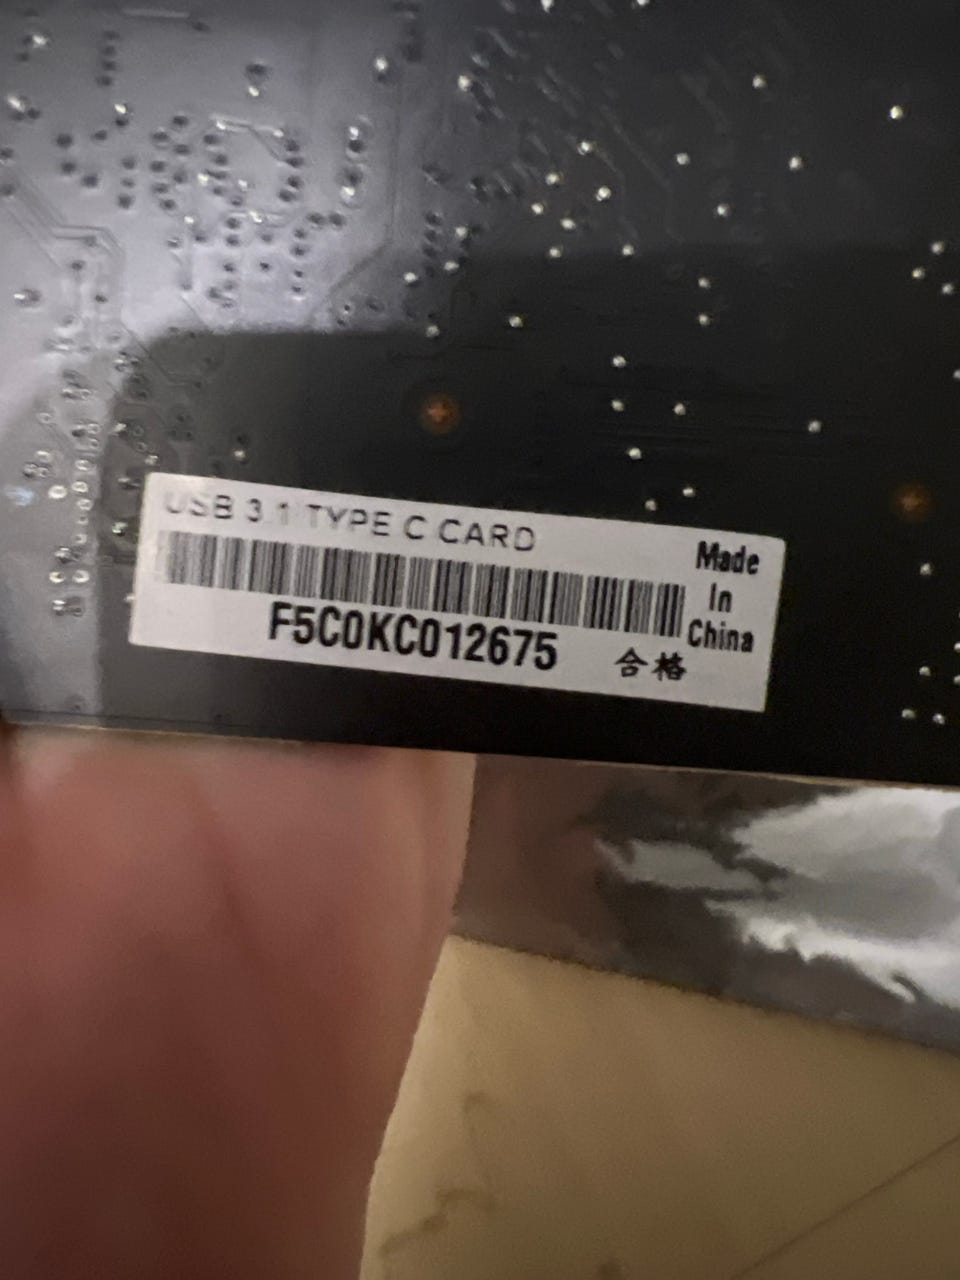 USB 3.1 TYPE C CARD
Made
In
China
F5C0KC012675
合格